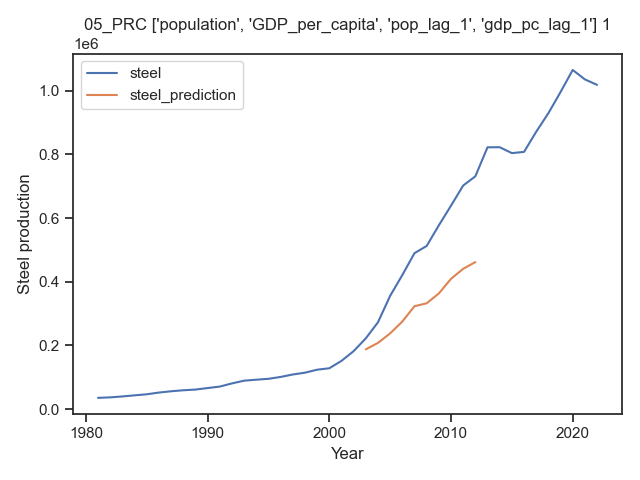 05_PRC ['population', 'GDP_per_capita', 'pop_lag_1', 'gdp_pc_lag_1'] 1
1e6
steel
steel_prediction
1.0
0.8
0.6
0.4
0.2
0.0
Steel production
1980
1990
2000
2010
2020
Year